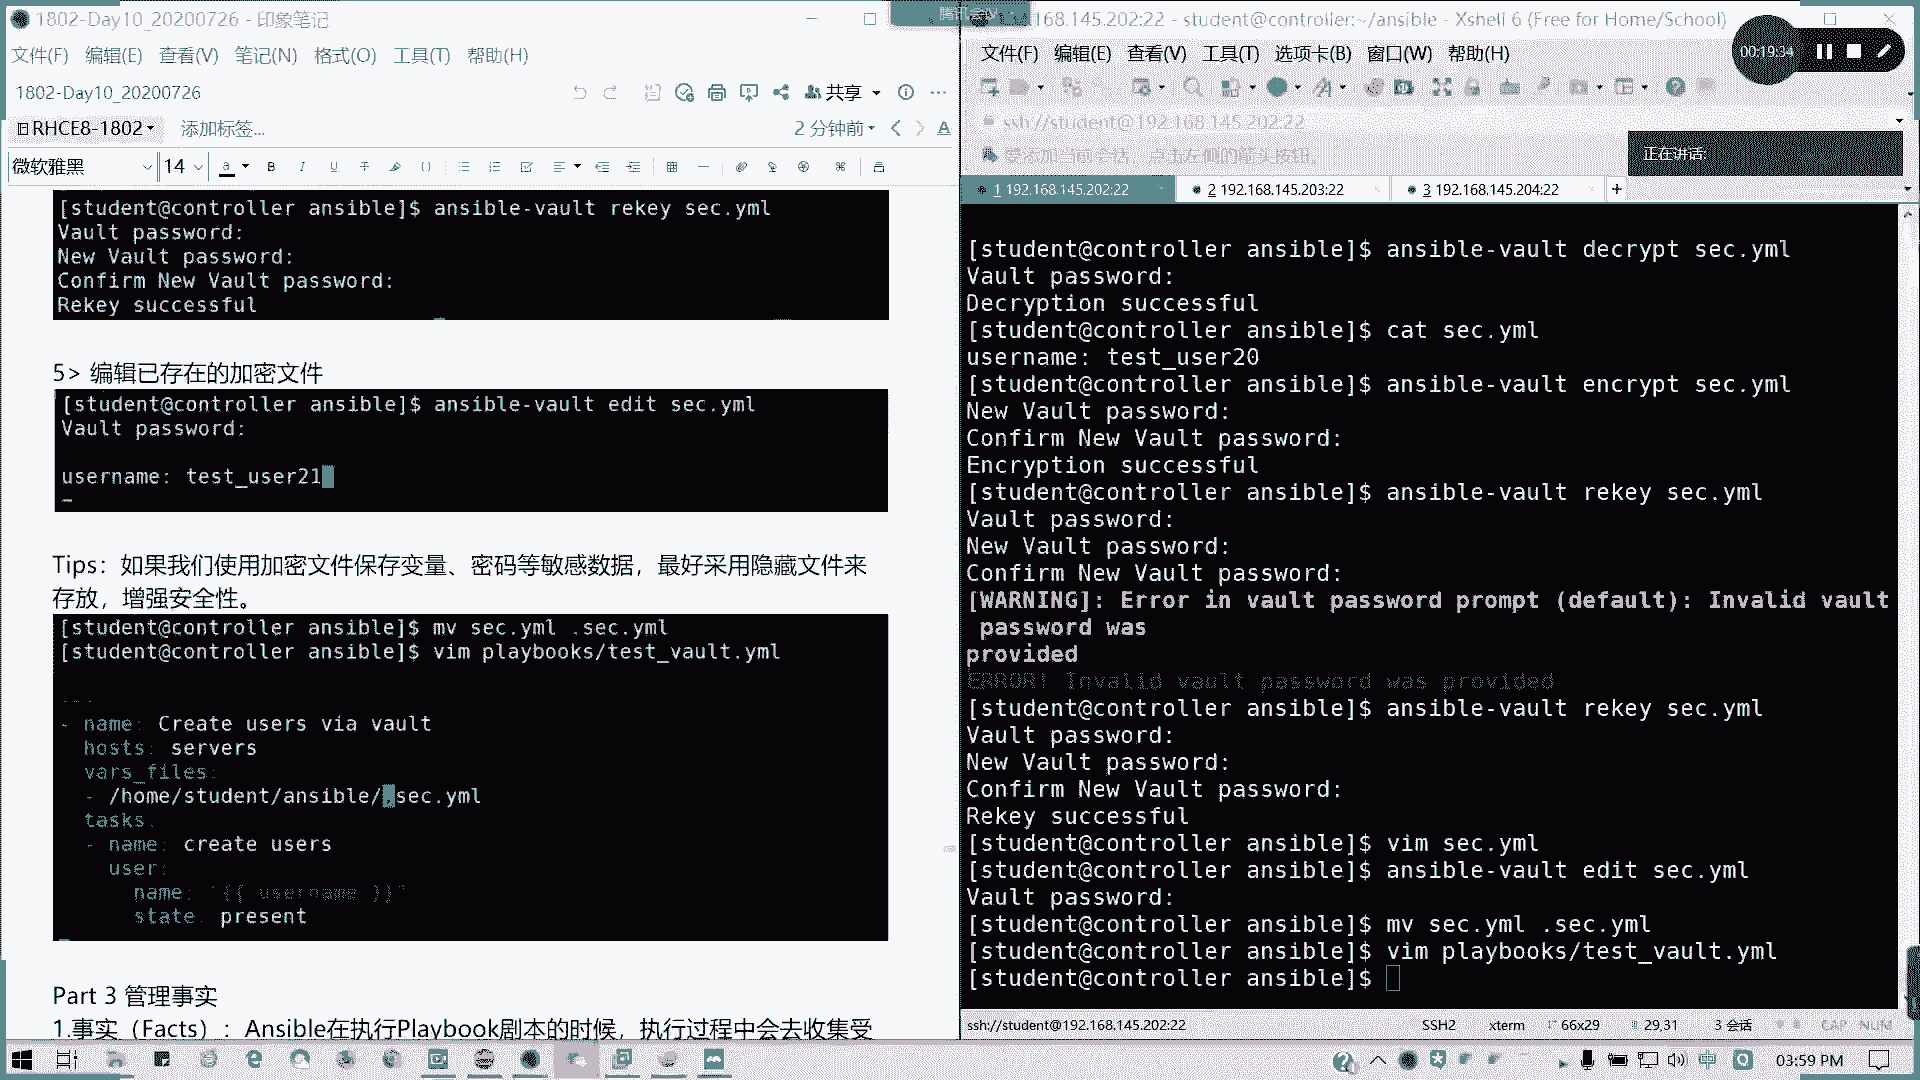 1802-Day10_20200726 - 印象笔记
文件(F) 编辑(E) 查看(V) 笔记(N) 格式(O) 工具(T) 帮助(H)
1802-Day10_20200726
共享
RHCE8-1802
添加标签...
2 分钟前
微软雅黑 14
[student@controller ansible]$ ansible-vault rekey sec.yml
Vault password:
New Vault password:
Confirm New Vault password:
Rekey successful
5> 编辑已存在的加密文件
[student@controller ansible]$ ansible-vault edit sec.yml
Vault password:
username: test_user21
Tips：如果我们使用加密文件保存变量、密码等敏感数据，最好采用隐藏文件来
存放，增强安全性。
[student@controller ansible]$ mv sec.yml .sec.yml
[student@controller ansible]$ vim playbooks/test_vault.yml
---
- name: Create users via vault
hosts: servers
vars_files:
- /home/student/ansible/.sec.yml
tasks:
- name: create users
user:
name: "{{ username }}"
state: present
Part 3 管理事实
1.事实（Facts）：Ansible在执行Playbook剧本的时候，执行过程中会去收集受
腾讯会议
168.145.202:22 - student@controller:~/ansible - Xshell 6 (Free for Home/School)
文件(F) 编辑(E) 查看(V) 工具(T) 选项卡(B) 窗口(W) 帮助(H)
00:19:34
ssh://student@192.168.145.202:22
要添加当前会话，点击左侧的箭头按钮。
正在讲话:
1 192.168.145.202:22
2 192.168.145.203:22
3 192.168.145.204:22
[student@controller ansible]$ ansible-vault decrypt sec.yml
Vault password:
Decryption successful
[student@controller ansible]$ cat sec.yml
username: test_user20
[student@controller ansible]$ ansible-vault encrypt sec.yml
New Vault password:
Confirm New Vault password:
Encryption successful
[student@controller ansible]$ ansible-vault rekey sec.yml
Vault password:
New Vault password:
Confirm New Vault password:
[WARNING]: Error in vault password prompt (default): Invalid vault
password was
provided
ERROR! Invalid vault password was provided
[student@controller ansible]$ ansible-vault rekey sec.yml
Vault password:
New Vault password:
Confirm New Vault password:
Rekey successful
[student@controller ansible]$ vim sec.yml
[student@controller ansible]$ ansible-vault edit sec.yml
Vault password:
[student@controller ansible]$ mv sec.yml .sec.yml
[student@controller ansible]$ vim playbooks/test_vault.yml
[student@controller ansible]$
ssh://student@192.168.145.202:22 SSH2 xterm 66x29 29,31 3 会话 CAP NUM
中 03:59 PM